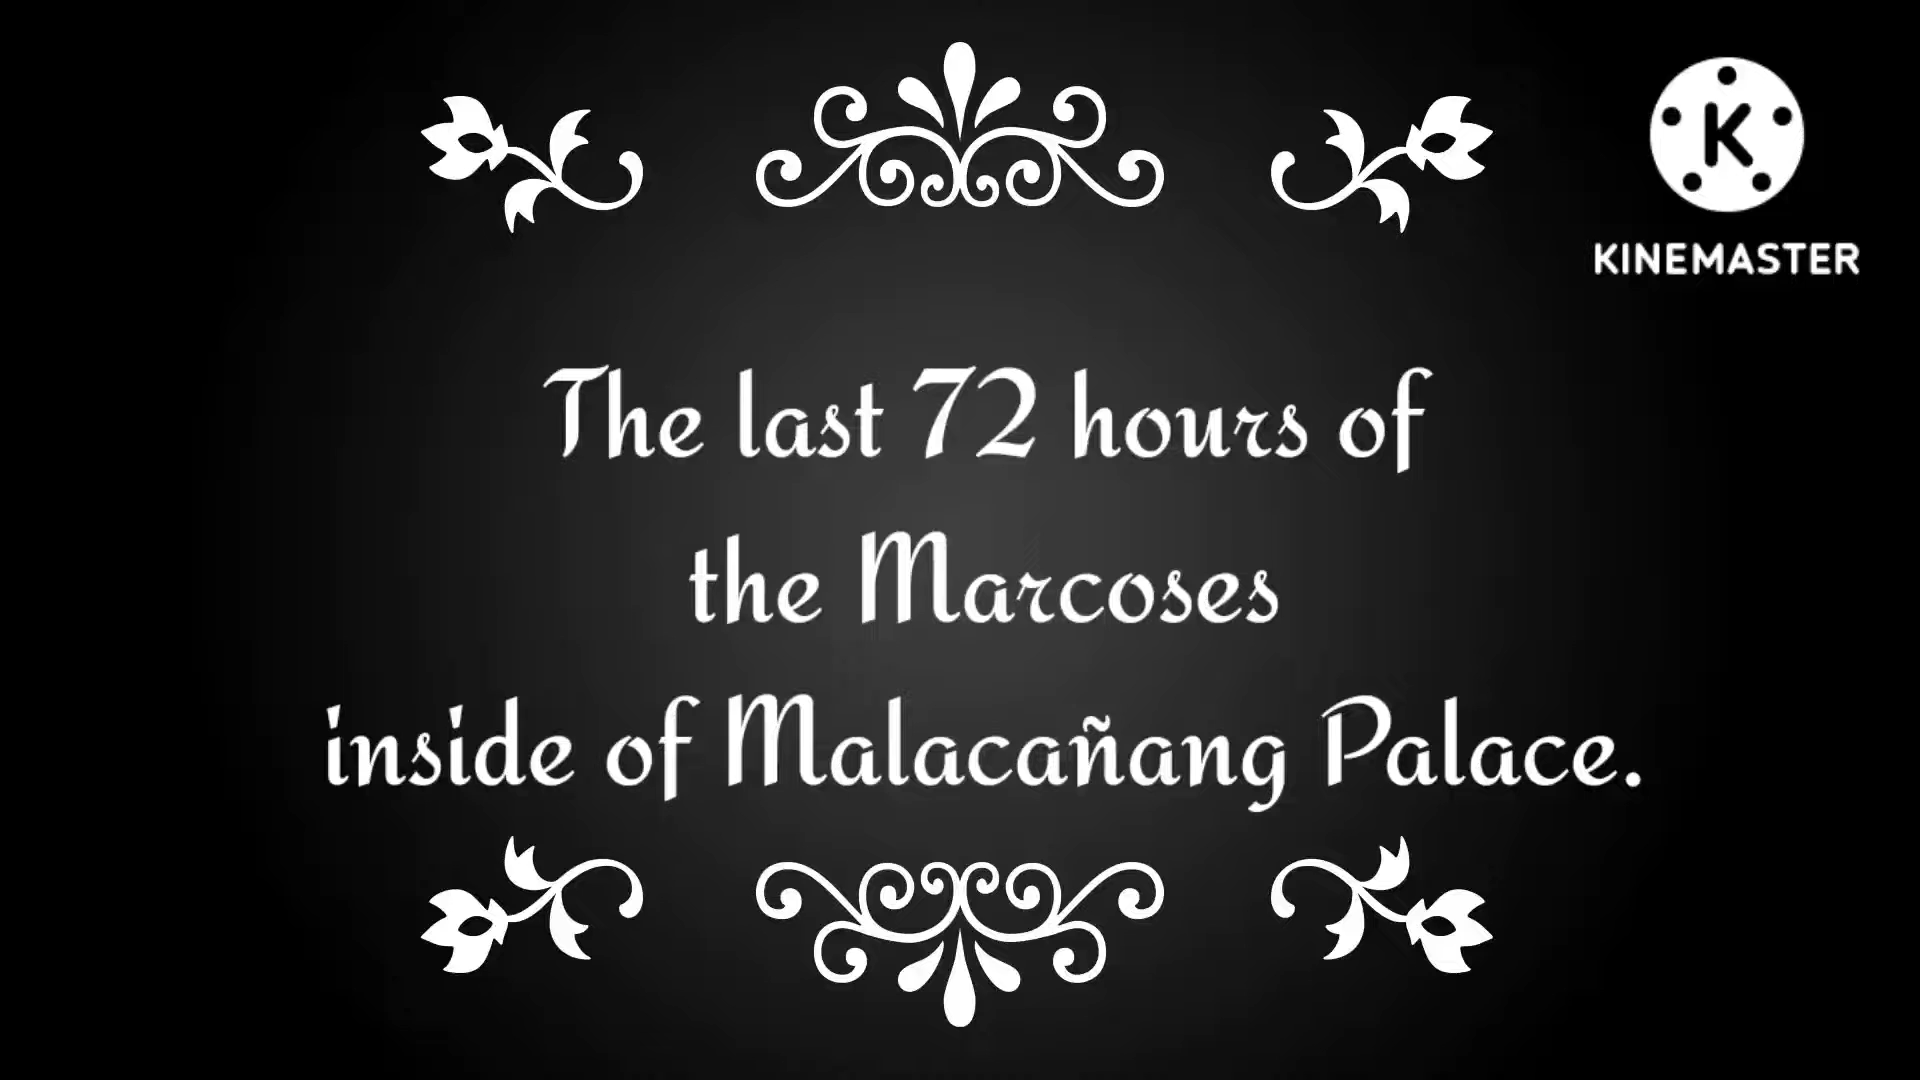 KINEMASTER
The last 72 hours of
the Marcoses
inside of Malacañang Palace.